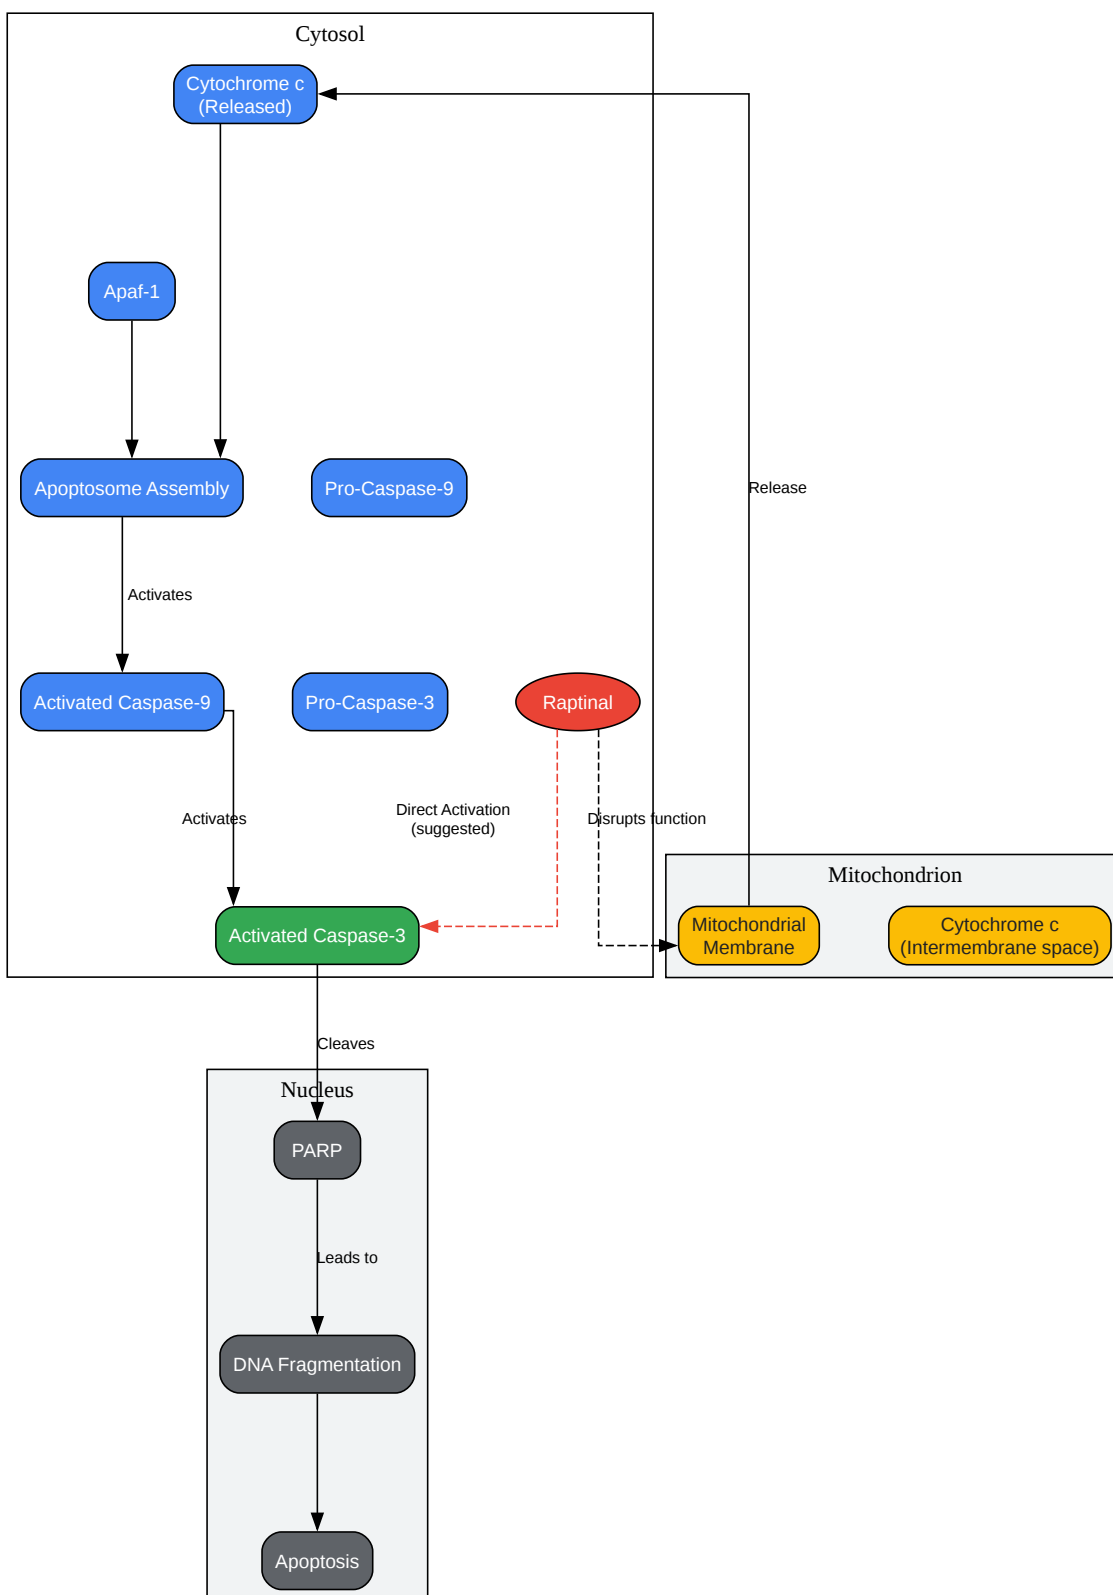 Cytosol
Cytochrome c
(Released)
Apaf-1
Apoptosome Assembly
Pro-Caspase-9
Release
Activates
Activated Caspase-9
Pro-Caspase-3
Raptinal
Activates
Direct Activation
(suggested)
Disrupts function
Mitochondrion
Activated Caspase-3
Mitochondrial
Membrane
Cytochrome c
(Intermembrane space)
Cleaves
Nucleus
PARP
Leads to
DNA Fragmentation
Apoptosis